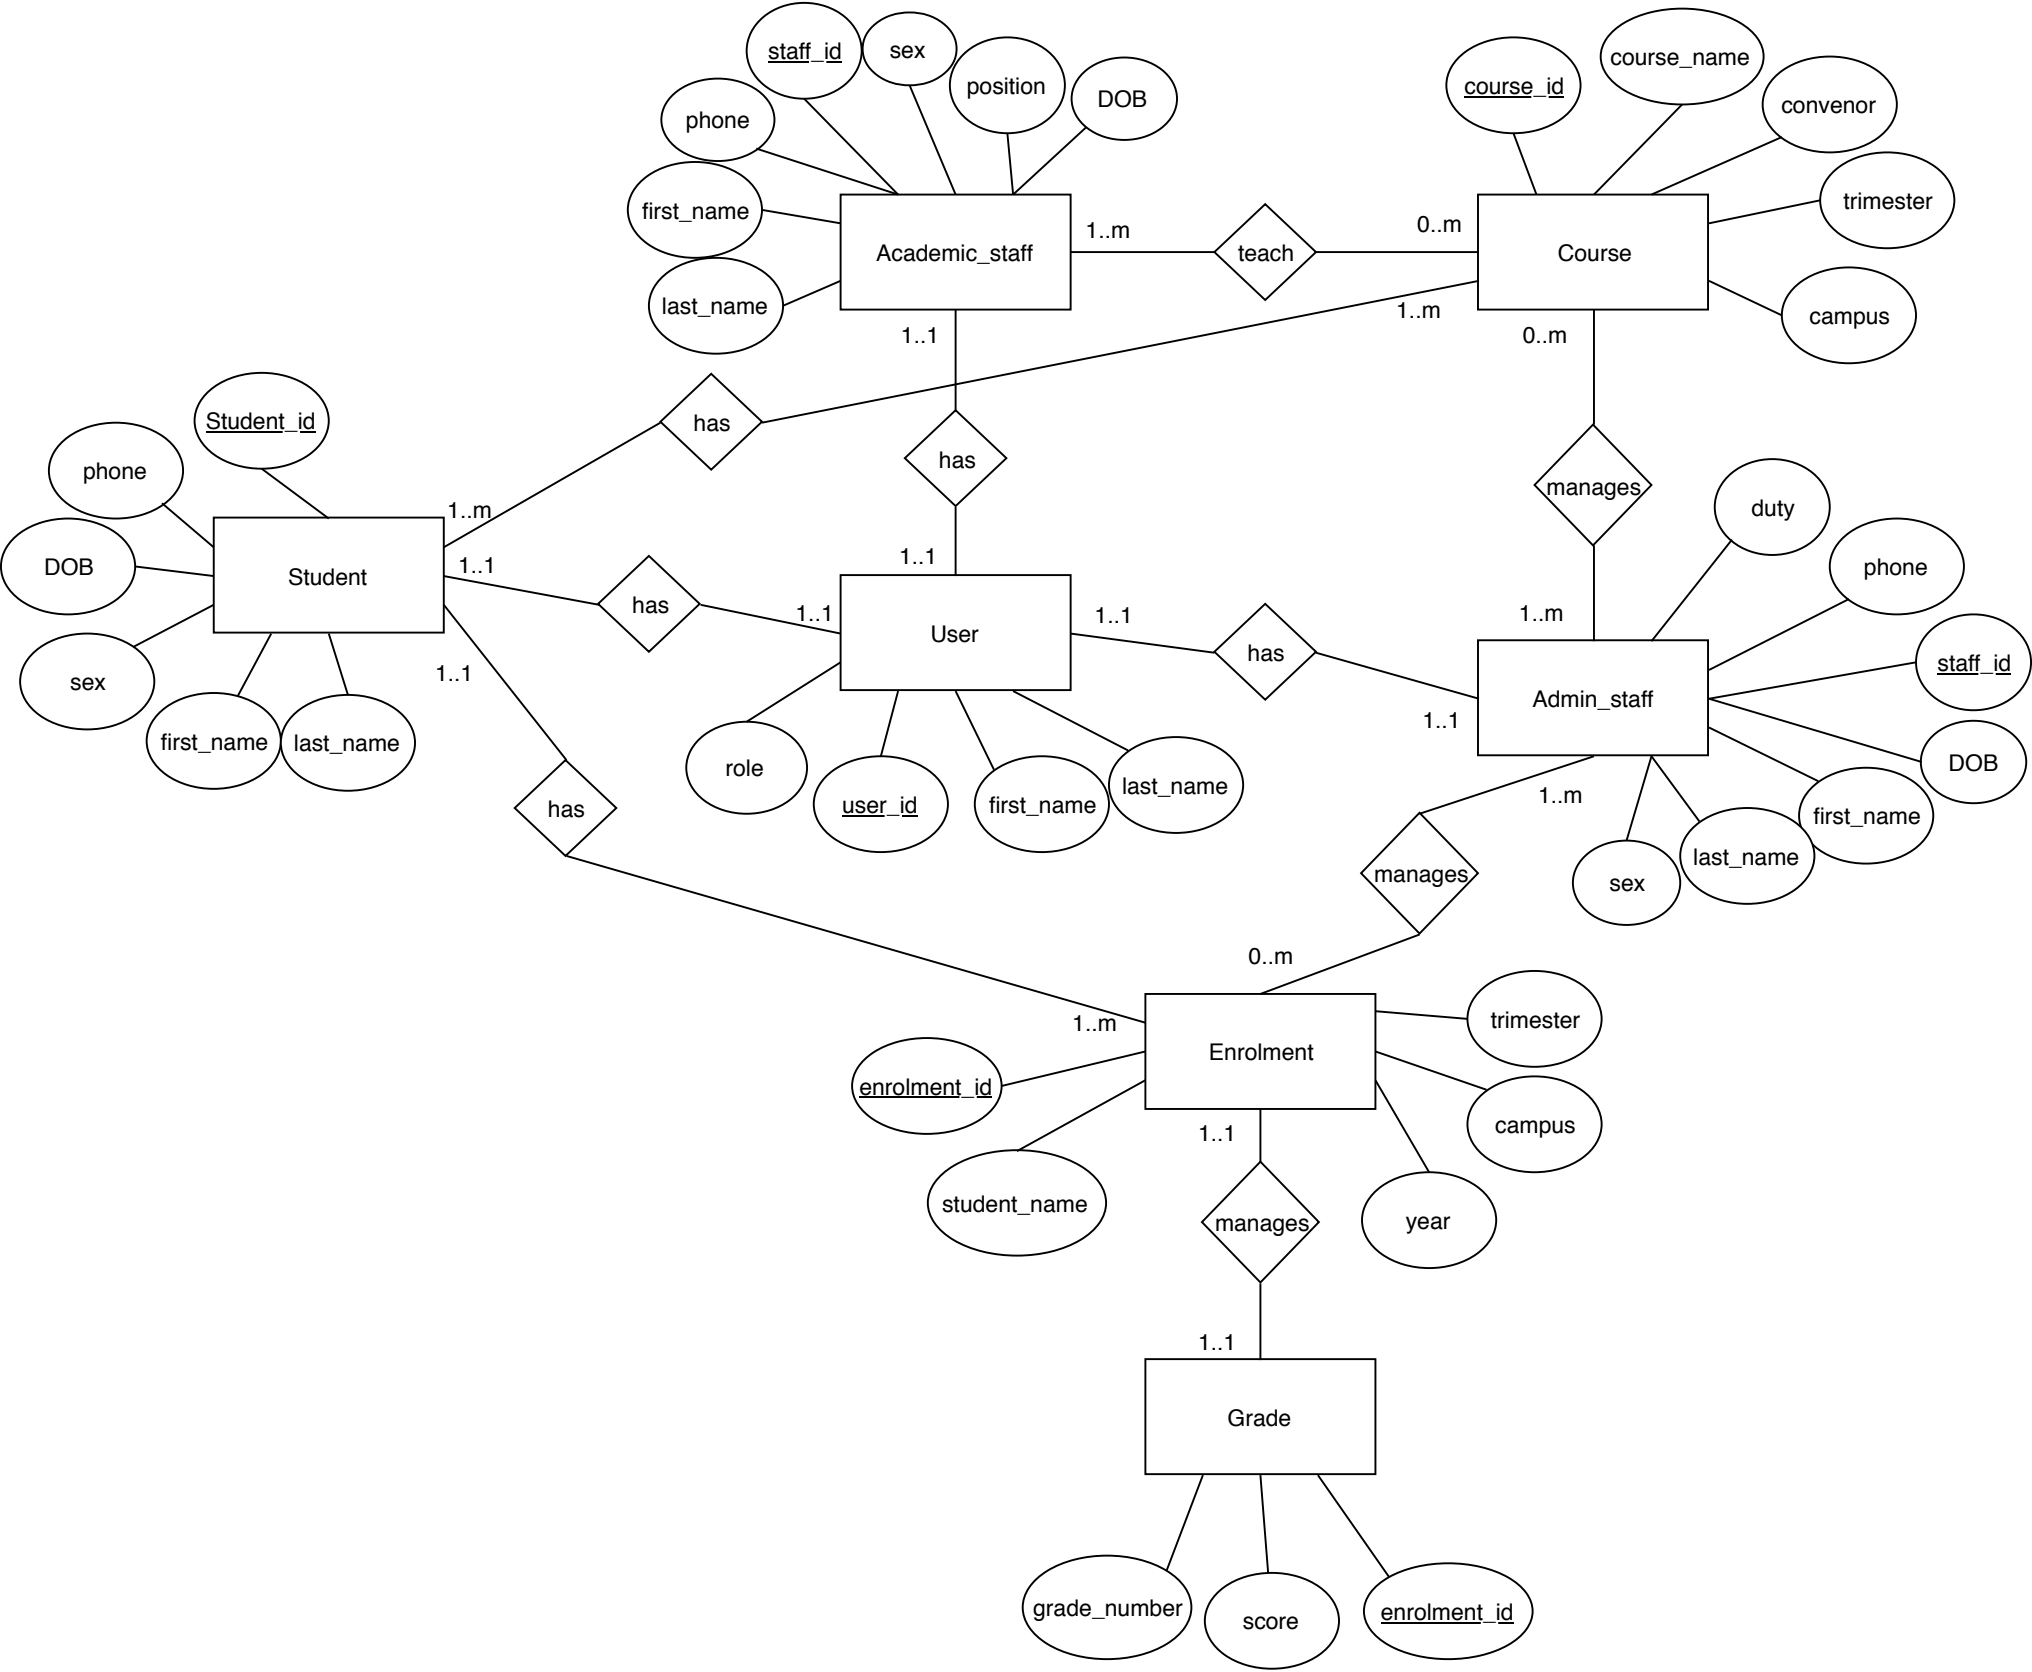 staff_id
sex
position
DOB
phone
first_name
last_name
Academic_staff
1..m
teach
0..m
course_id
course_name
convenor
trimester
campus
Course
1..1
1..m
0..m
has
has
manages
Student_id
phone
DOB
sex
first_name
last_name
Student
1..m
1..1
1..1
has
1..1
1..1
User
1..1
has
1..1
role
user_id
first_name
last_name
1..m
duty
phone
staff_id
DOB
first_name
last_name
sex
Admin_staff
1..m
has
manages
0..m
1..m
Enrolment
enrolment_id
student_name
trimester
campus
year
1..1
manages
1..1
Grade
grade_number
score
enrolment_id